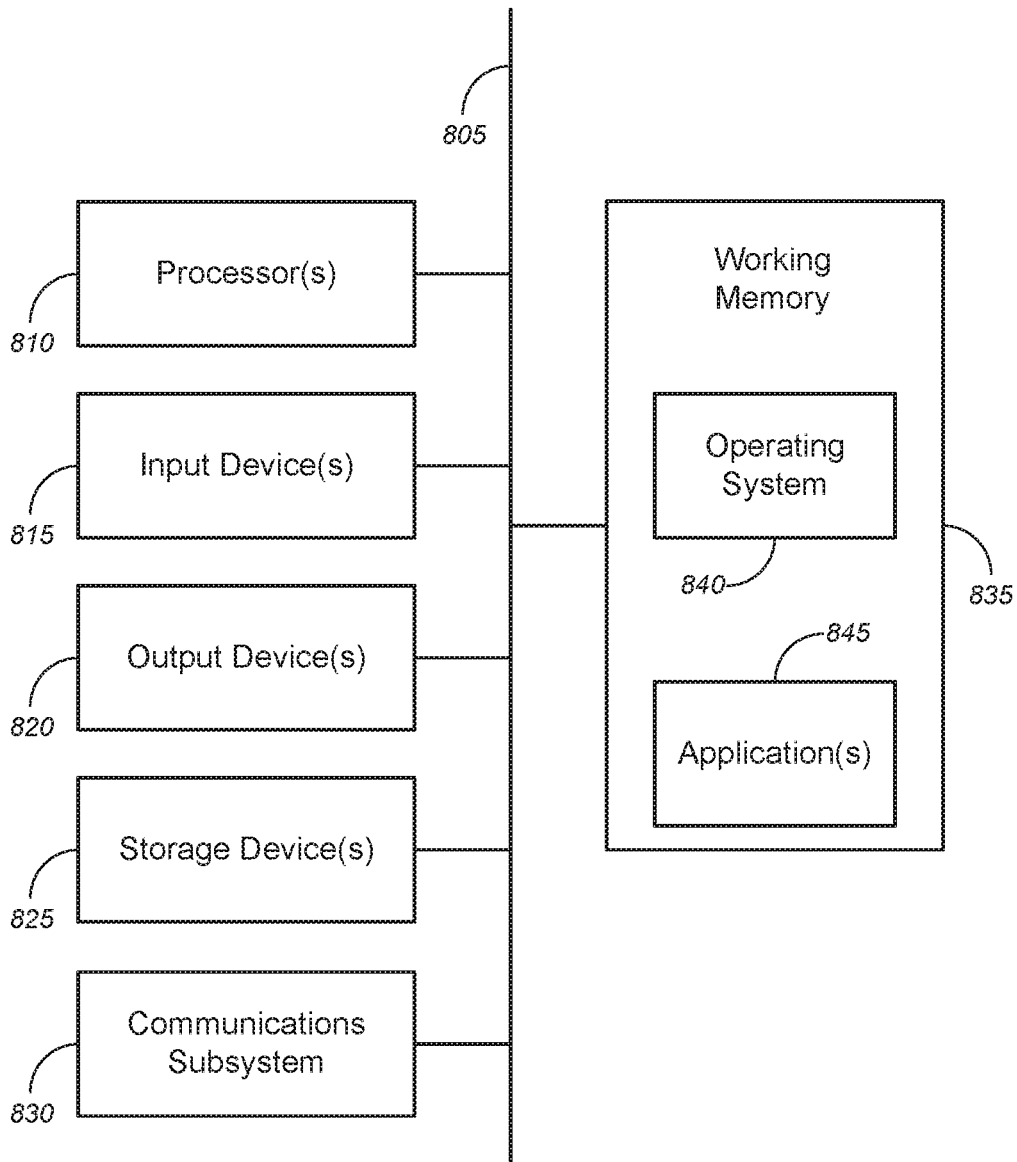 805
Processor(s)
810
Input Device(s)
815
Output Device(s)
820
Storage Device(s)
825
Communications
Subsystem
830
Working
Memory
Operating
System
840
835
845
Application(s)